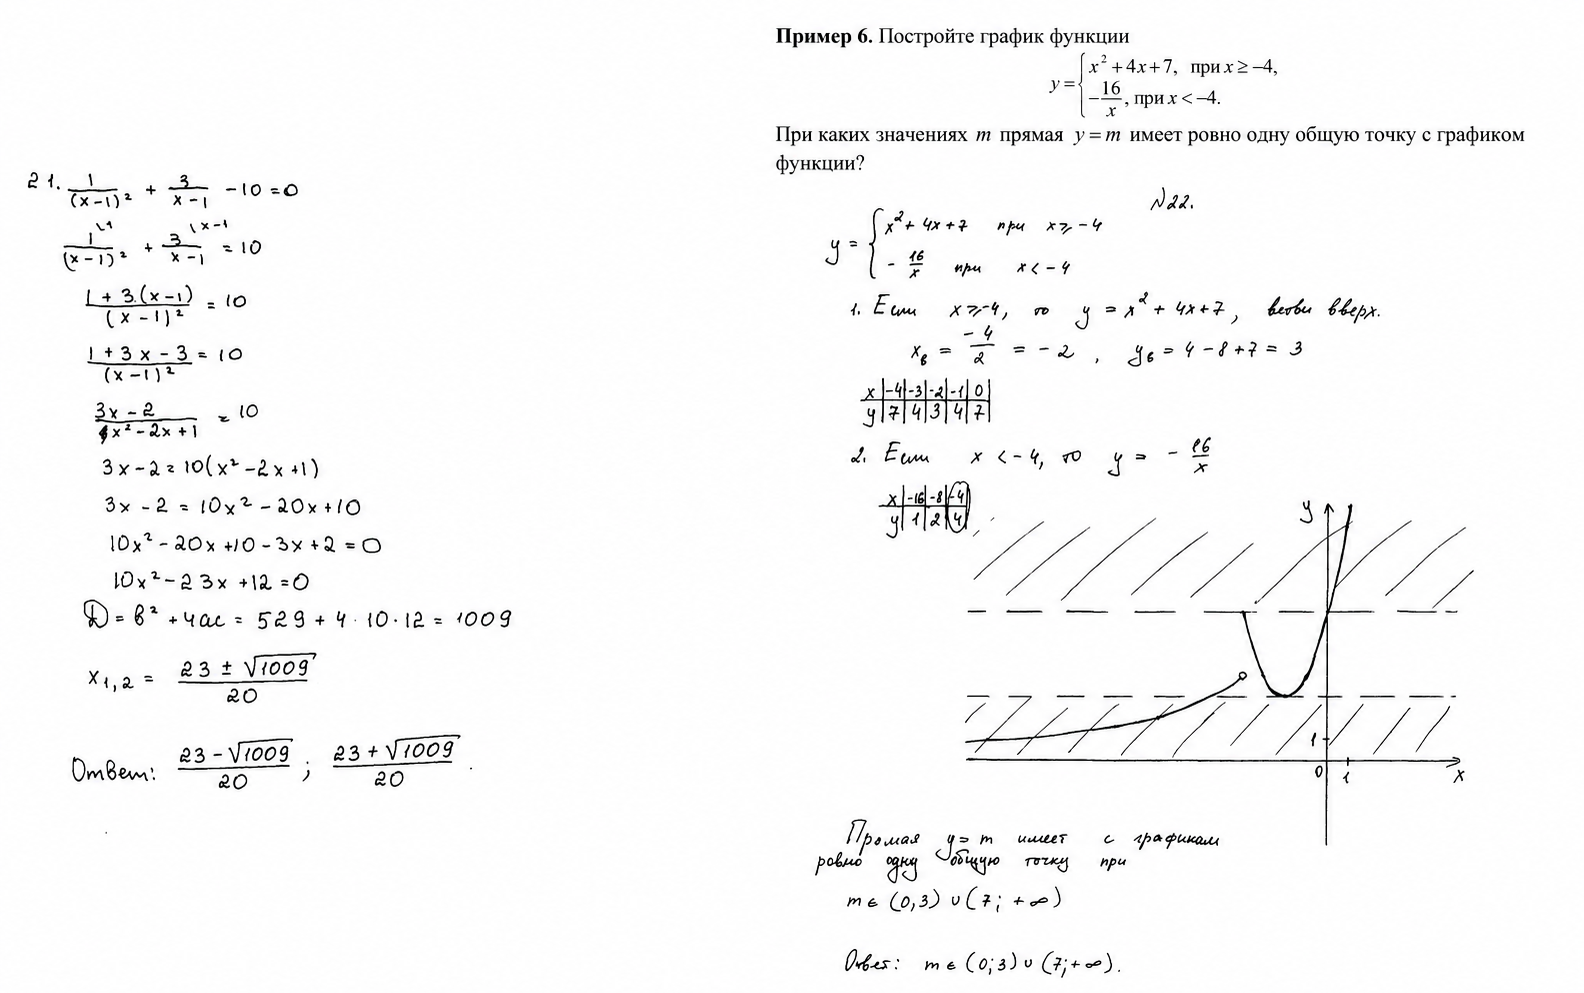 21. 1/(x-1)² + 3/(x-1) - 10 = 0
1^(1/(x-1)² + 3^(x-1/(x-1) = 10
(1 + 3·(x-1))/(x-1)² = 10
(1 + 3x - 3)/(x-1)² = 10
(3x - 2)/(x² - 2x + 1) = 10
3x - 2 = 10(x² - 2x + 1)
3x - 2 = 10x² - 20x + 10
10x² - 20x + 10 - 3x + 2 = 0
10x² - 23x + 12 = 0
D = b² + 4ac = 529 + 4·10·12 = 1009
x1,2 = (23 ± √1009)/20
Ответ: (23 - √1009)/20 ; (23 + √1009)/20.
Пример 6. Постройте график функции
y = { x² + 4x + 7, при x ≥ -4,
-16/x, при x < -4.
При каких значениях m прямая y = m имеет ровно одну общую точку с графиком
функции?
№22.
y = { x² + 4x + 7 при x ⩾ -4
- 16/x при x < -4
1. Если x ⩾ -4, то y = x² + 4x + 7, ветви вверх.
xв = -4/2 = -2, yв = 4 - 8 + 7 = 3
x | -4 | -3 | -2 | -1 | 0
y | 7 | 4 | 3 | 4 | 7
2. Если x < -4, то y = - 16/x
x | -16 | -8 | -4
y | 1 | 2 | 4
y
1
0 1 x
Прямая y = m имеет с графикам
ровно одну общую точку при
m ∈ (0,3) ∪ (7; +∞)
Ответ: m ∈ (0;3) ∪ (7;+∞).